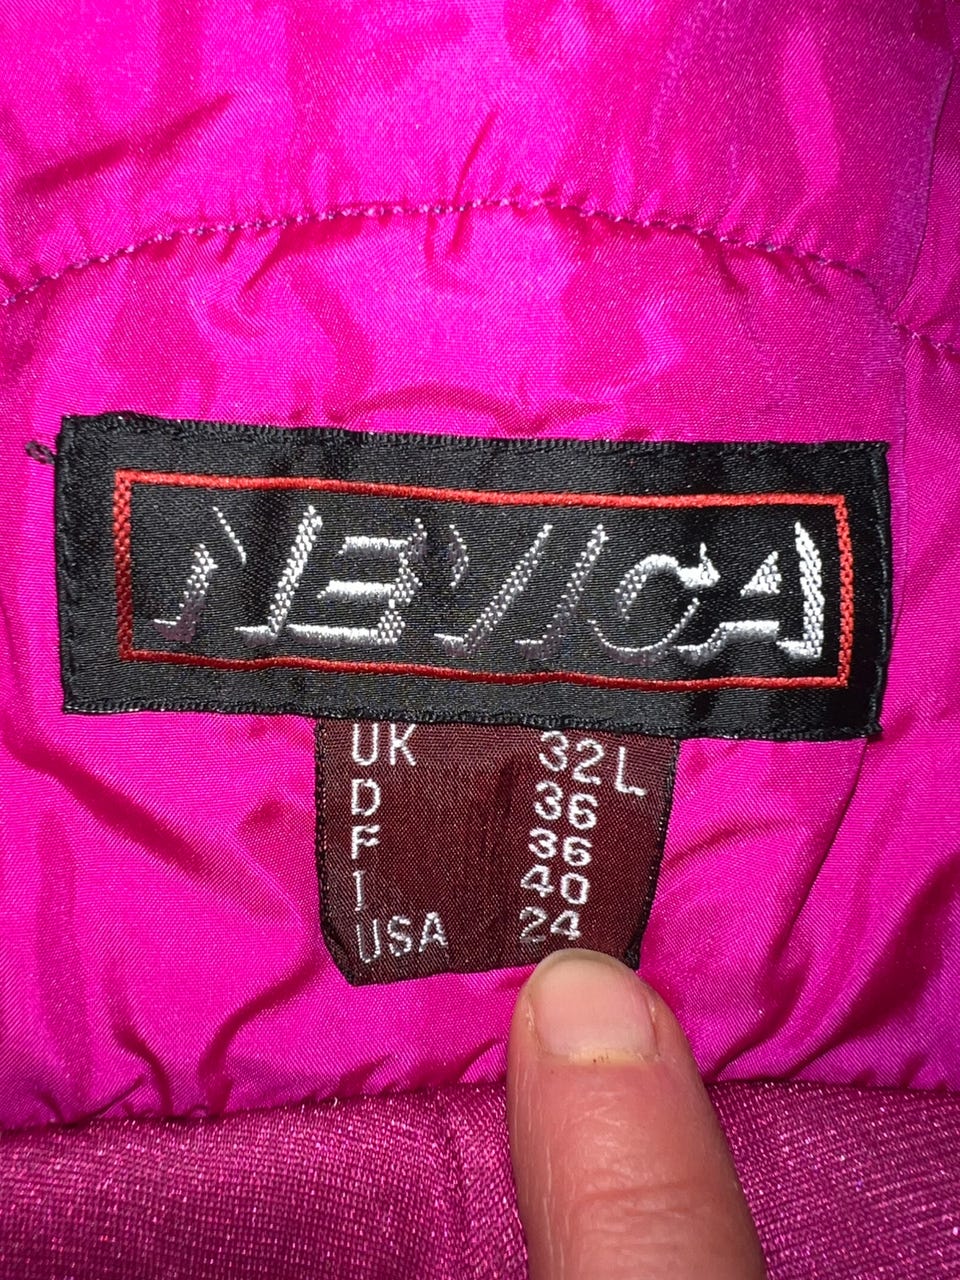 NEVICA
UK 32L
D 36
F 36
I 40
USA 24